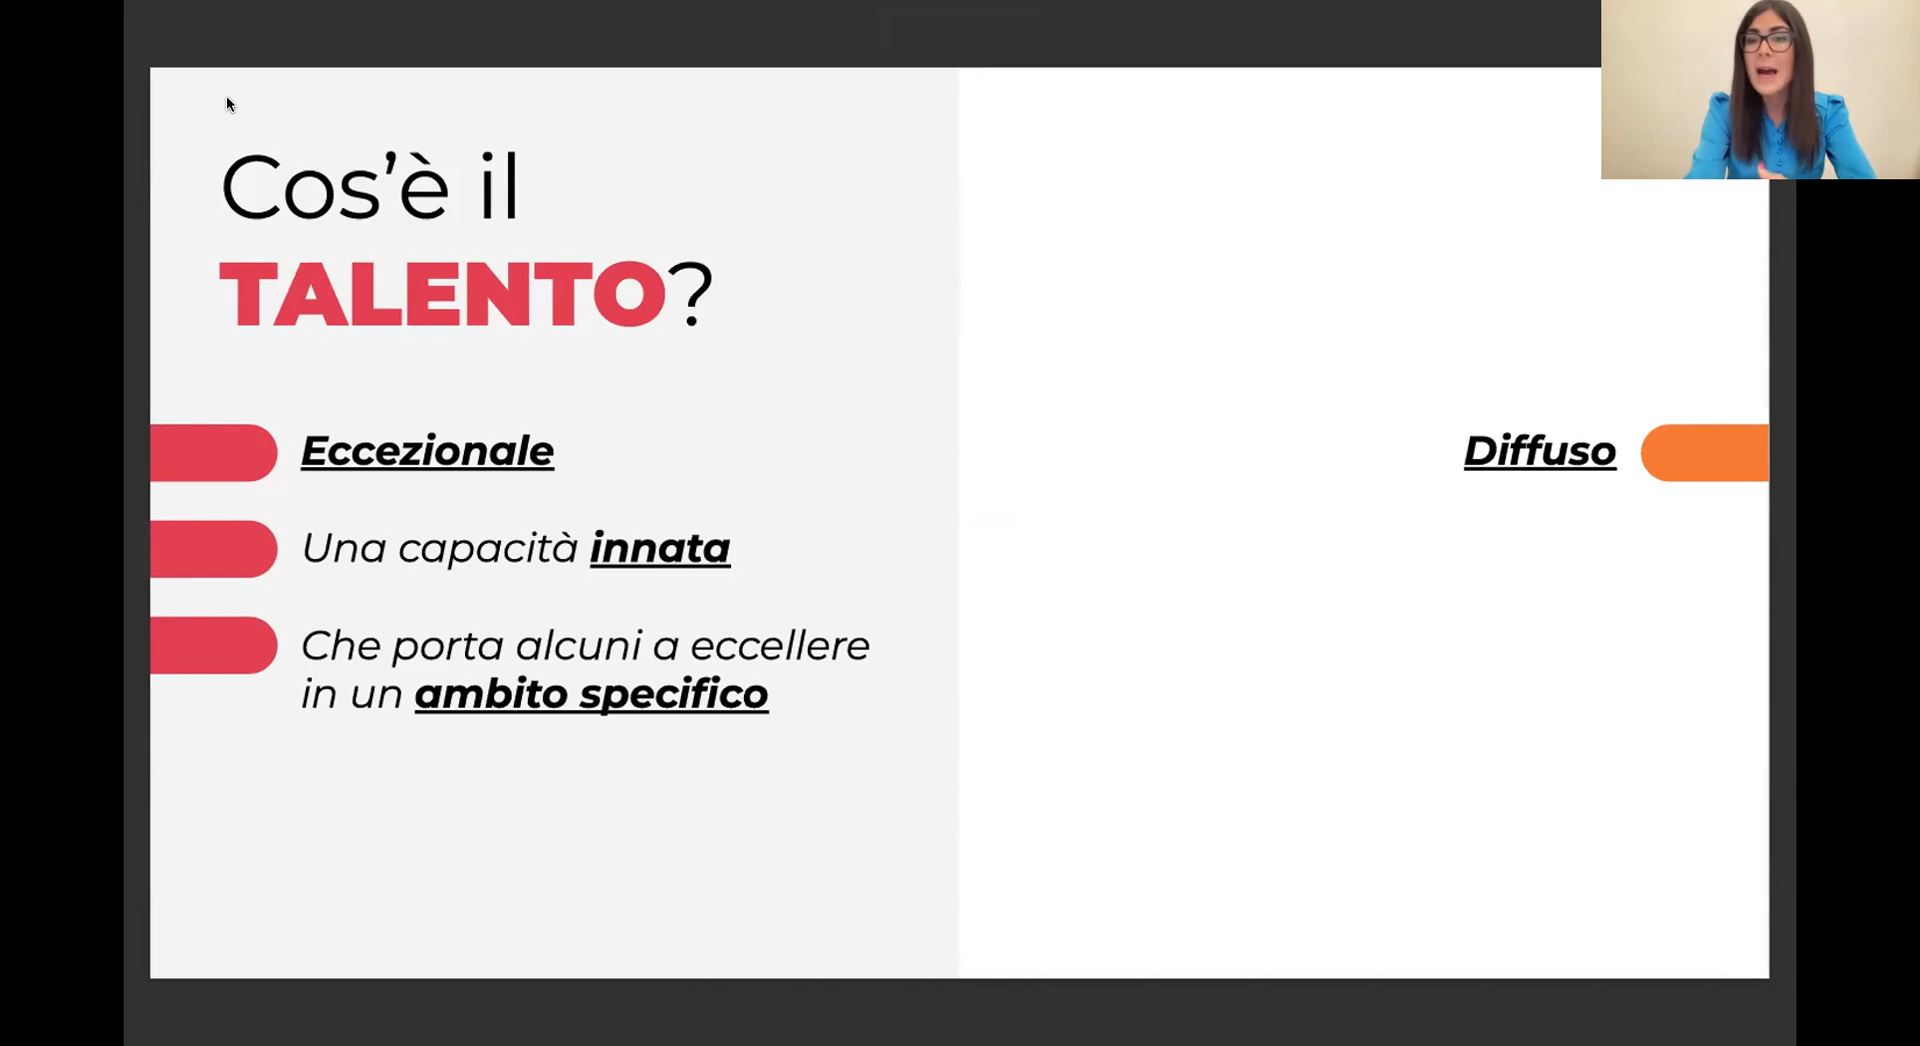 Cos’è il
TALENTO?
Eccezionale
Una capacità innata
Che porta alcuni a eccellere
in un ambito specifico
Diffuso